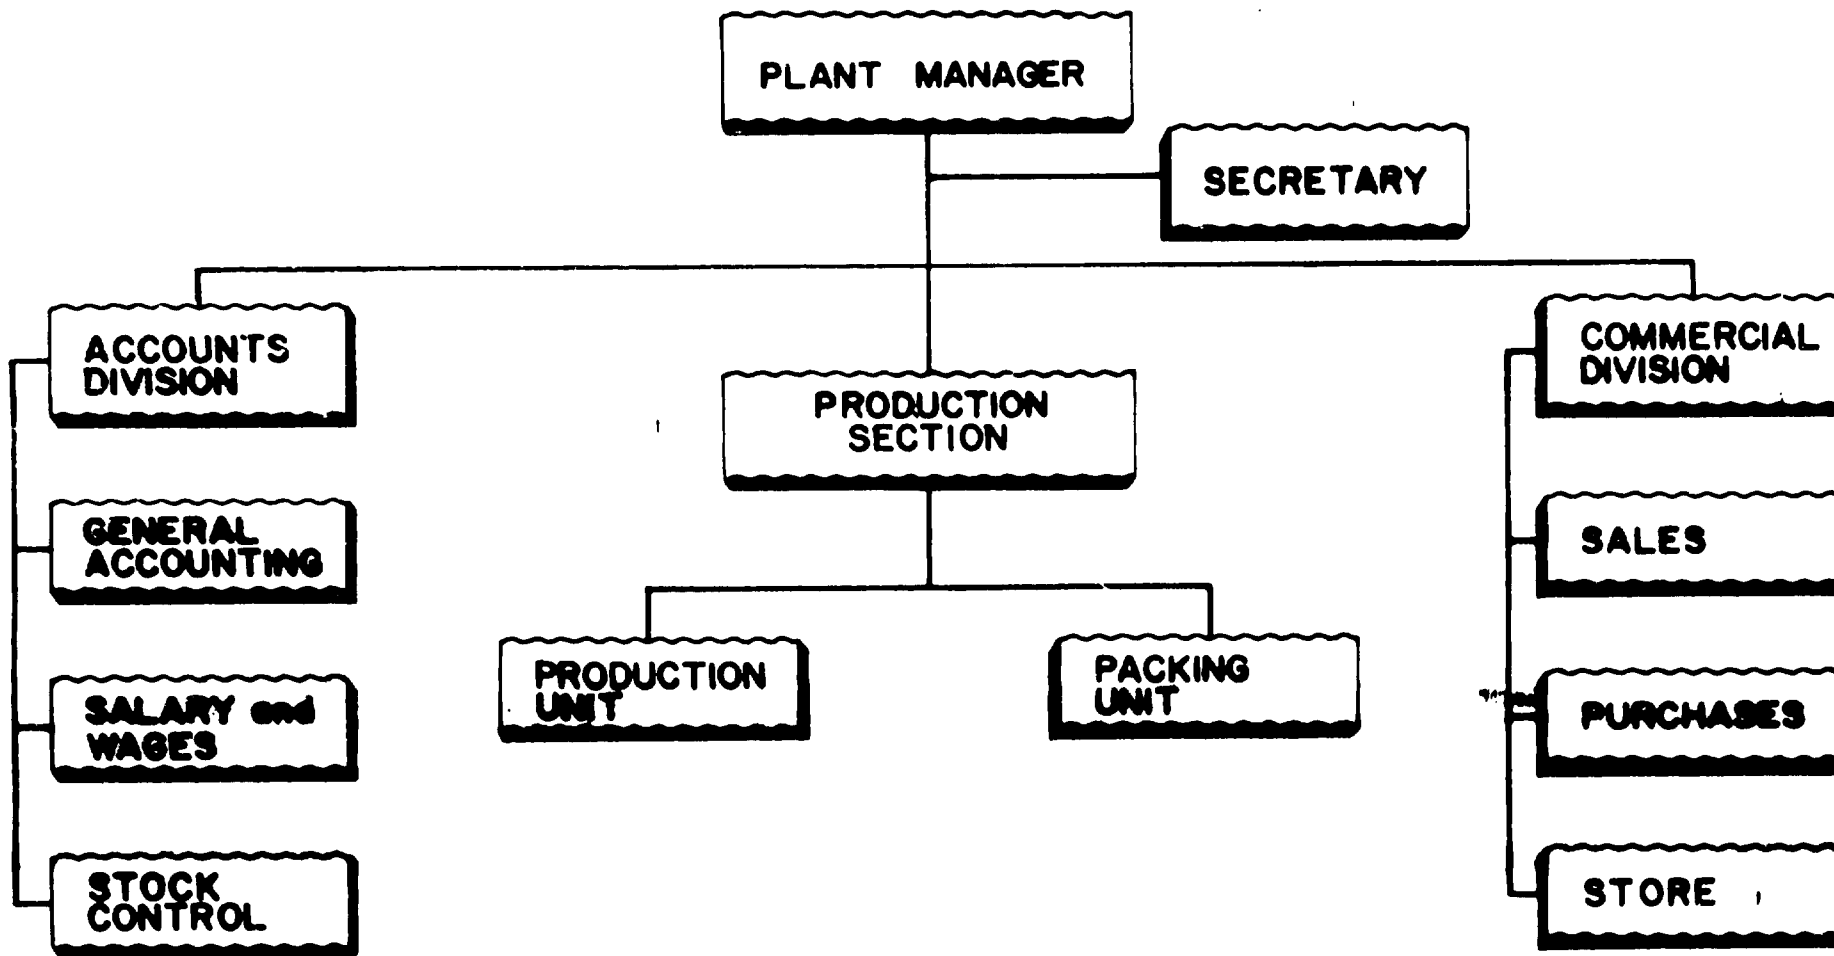 PLANT MANAGER
SECRETARY
ACCOUNTS
DIVISION
COMMERCIAL
DIVISION
PRODUCTION
SECTION
GENERAL
ACCOUNTING
SALES
PRODUCTION
UNIT
PACKING
UNIT
SALARY and
WAGES
PURCHASES
STOCK
CONTROL
STORE